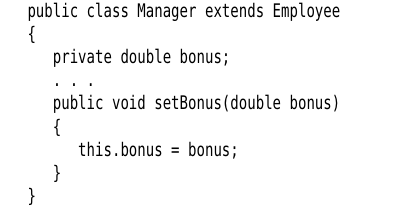 public class Manager extends Employee
{
   private double bonus;
   . . .
   public void setBonus(double bonus)
   {
      this.bonus = bonus;
   }
}